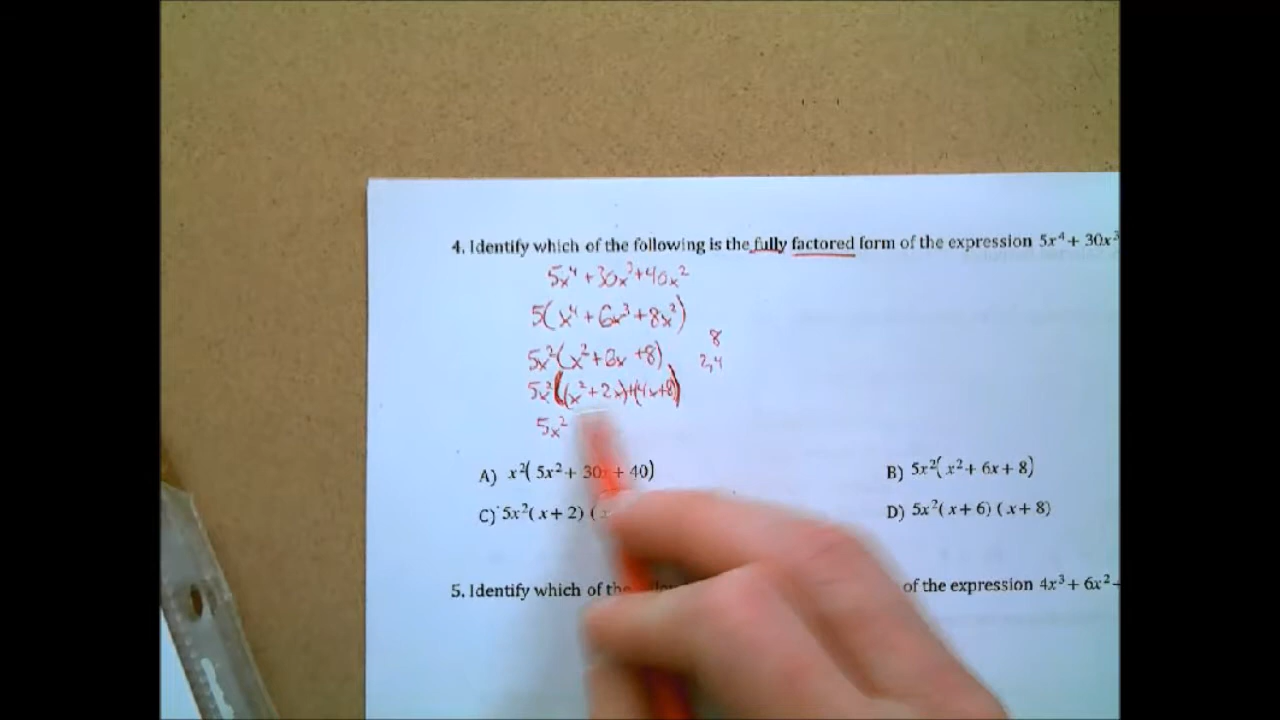 4. Identify which of the following is the fully factored form of the expression 5x⁴ + 30x³
5x⁴ + 30x³ + 40x²
5(x⁴ + 6x³ + 8x²)
8
5x²(x² + 6x + 8)
2,4
5x²((x² + 2x) + (4x + 8))
5x²
A) x²( 5x² + 30x + 40)
B) 5x²( x² + 6x + 8)
C) 5x²( x + 2) (
D) 5x²( x + 6) ( x + 8)
5. Identify which of the of the expression 4x³ + 6x²